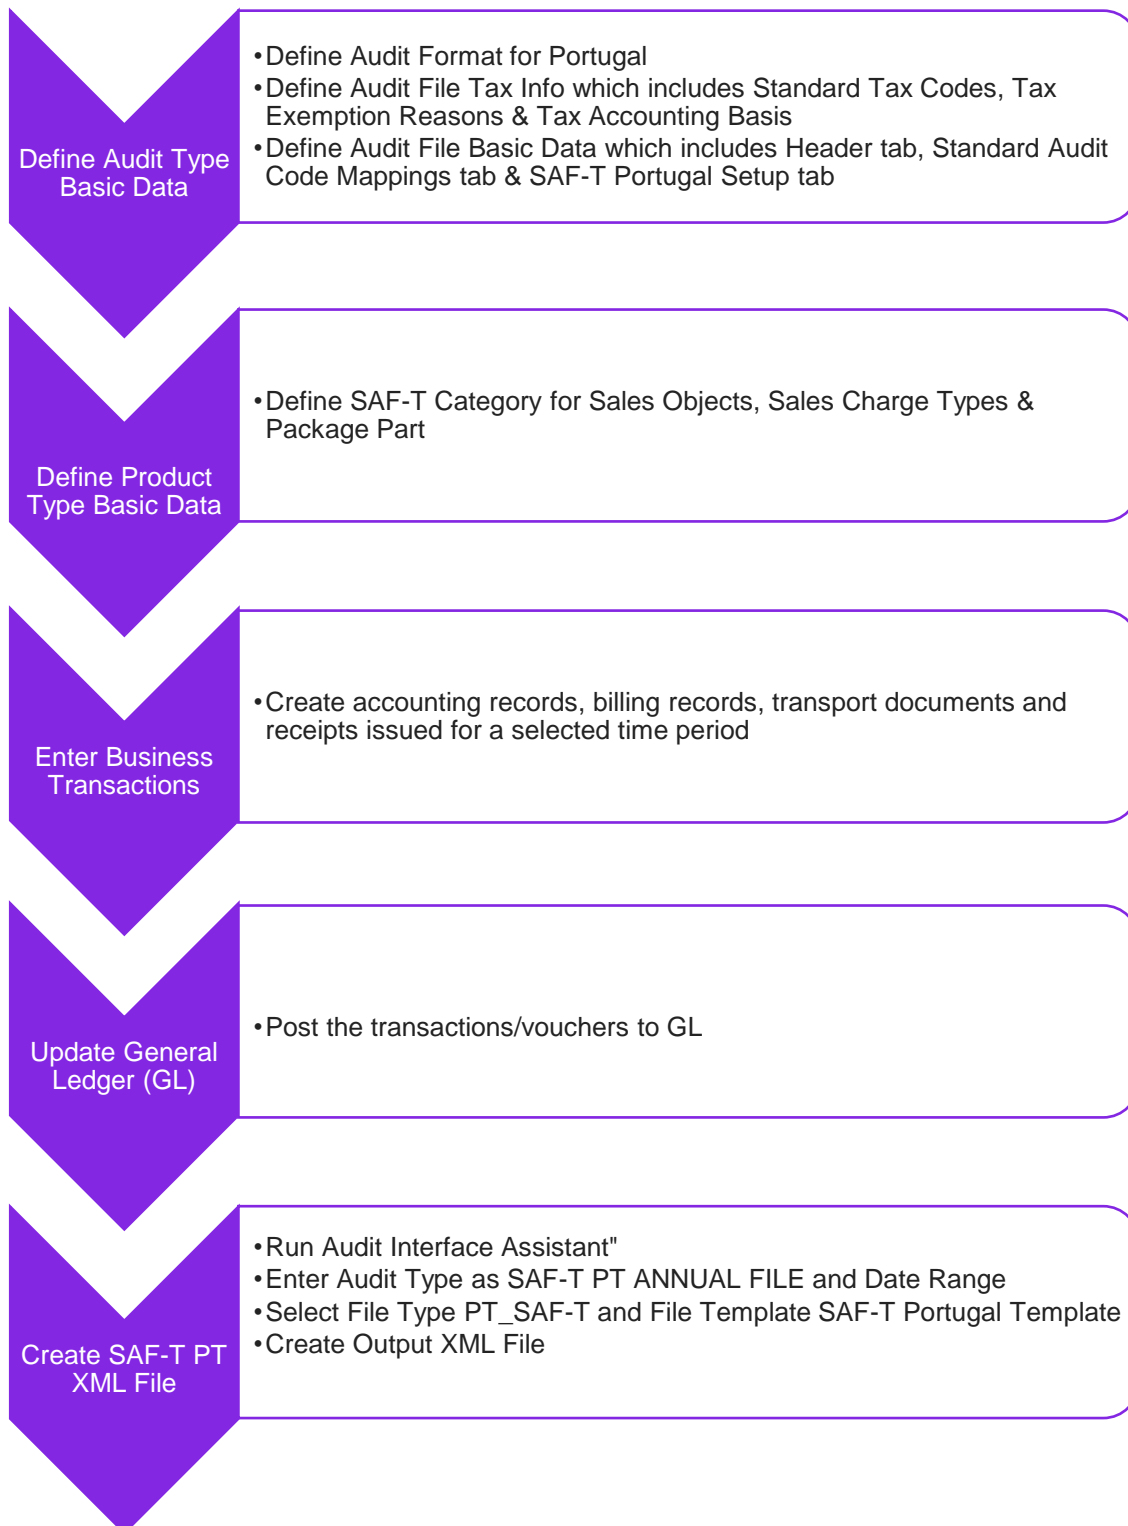 Define Audit Type
Basic Data
•Define Audit Format for Portugal
•Define Audit File Tax Info which includes Standard Tax Codes, Tax
Exemption Reasons & Tax Accounting Basis
•Define Audit File Basic Data which includes Header tab, Standard Audit
Code Mappings tab & SAF-T Portugal Setup tab
Define Product
Type Basic Data
•Define SAF-T Category for Sales Objects, Sales Charge Types &
Package Part
Enter Business
Transactions
•Create accounting records, billing records, transport documents and
receipts issued for a selected time period
Update General
Ledger (GL)
•Post the transactions/vouchers to GL
Create SAF-T PT
XML File
•Run Audit Interface Assistant"
•Enter Audit Type as SAF-T PT ANNUAL FILE and Date Range
•Select File Type PT_SAF-T and File Template SAF-T Portugal Template
•Create Output XML File